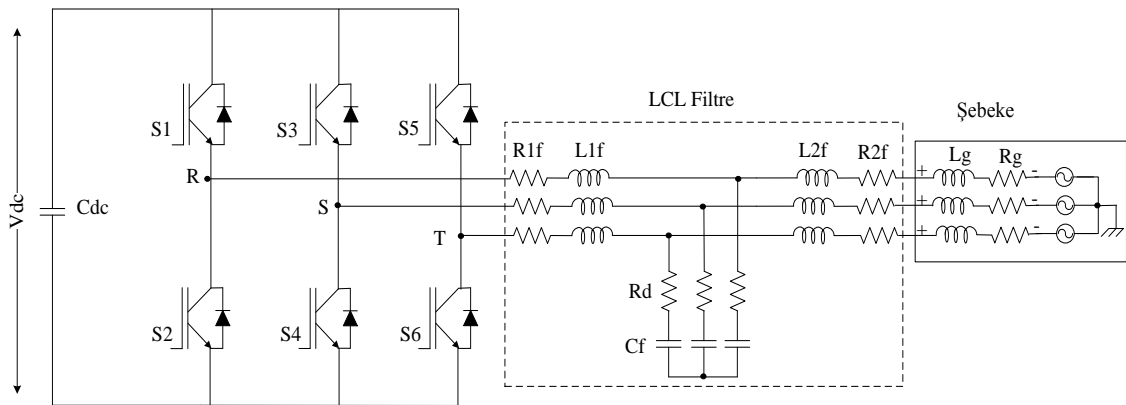 LCL Filtre
Şebeke
S1
S3
S5
R1f
L1f
L2f
R2f
Lg
Rg
+
-
R
Vdc
Cdc
S
+
-
T
+
-
Rd
S2
S4
S6
Cf